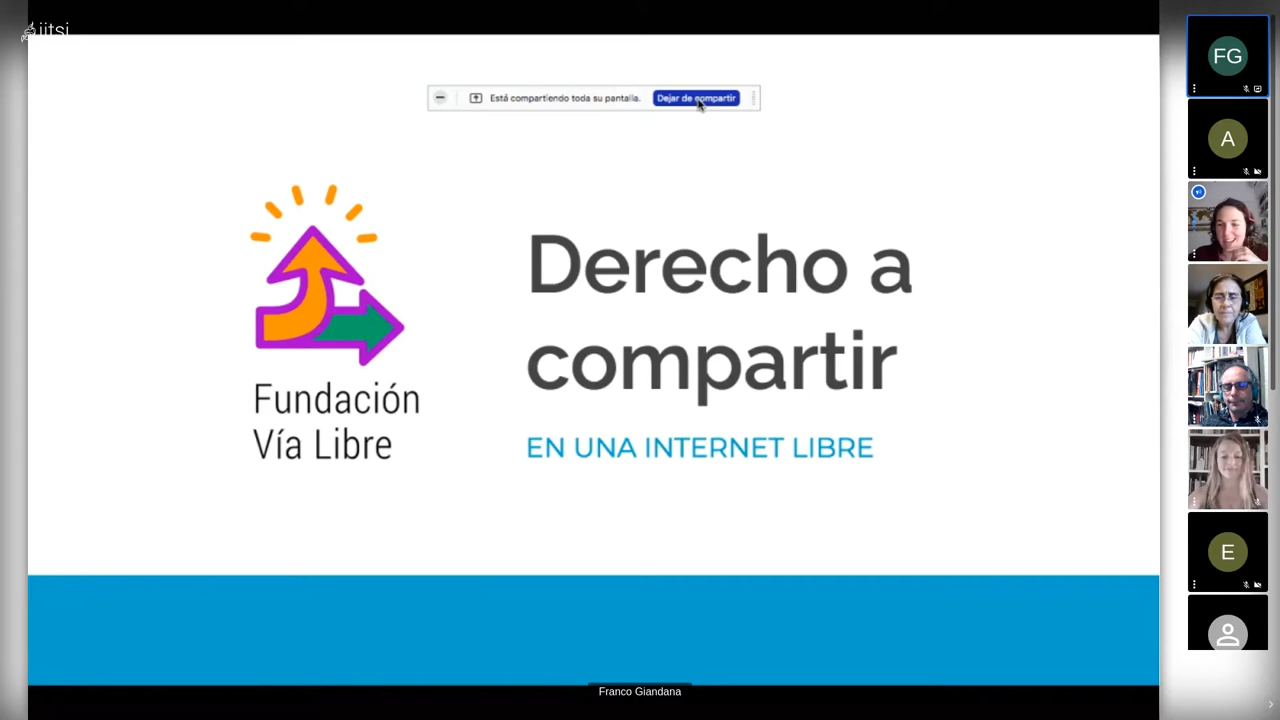 jitsi
Está compartiendo toda su pantalla. Dejar de compartir
Derecho a
compartir
EN UNA INTERNET LIBRE
Fundación
Vía Libre
FG
A
E
Franco Giandana